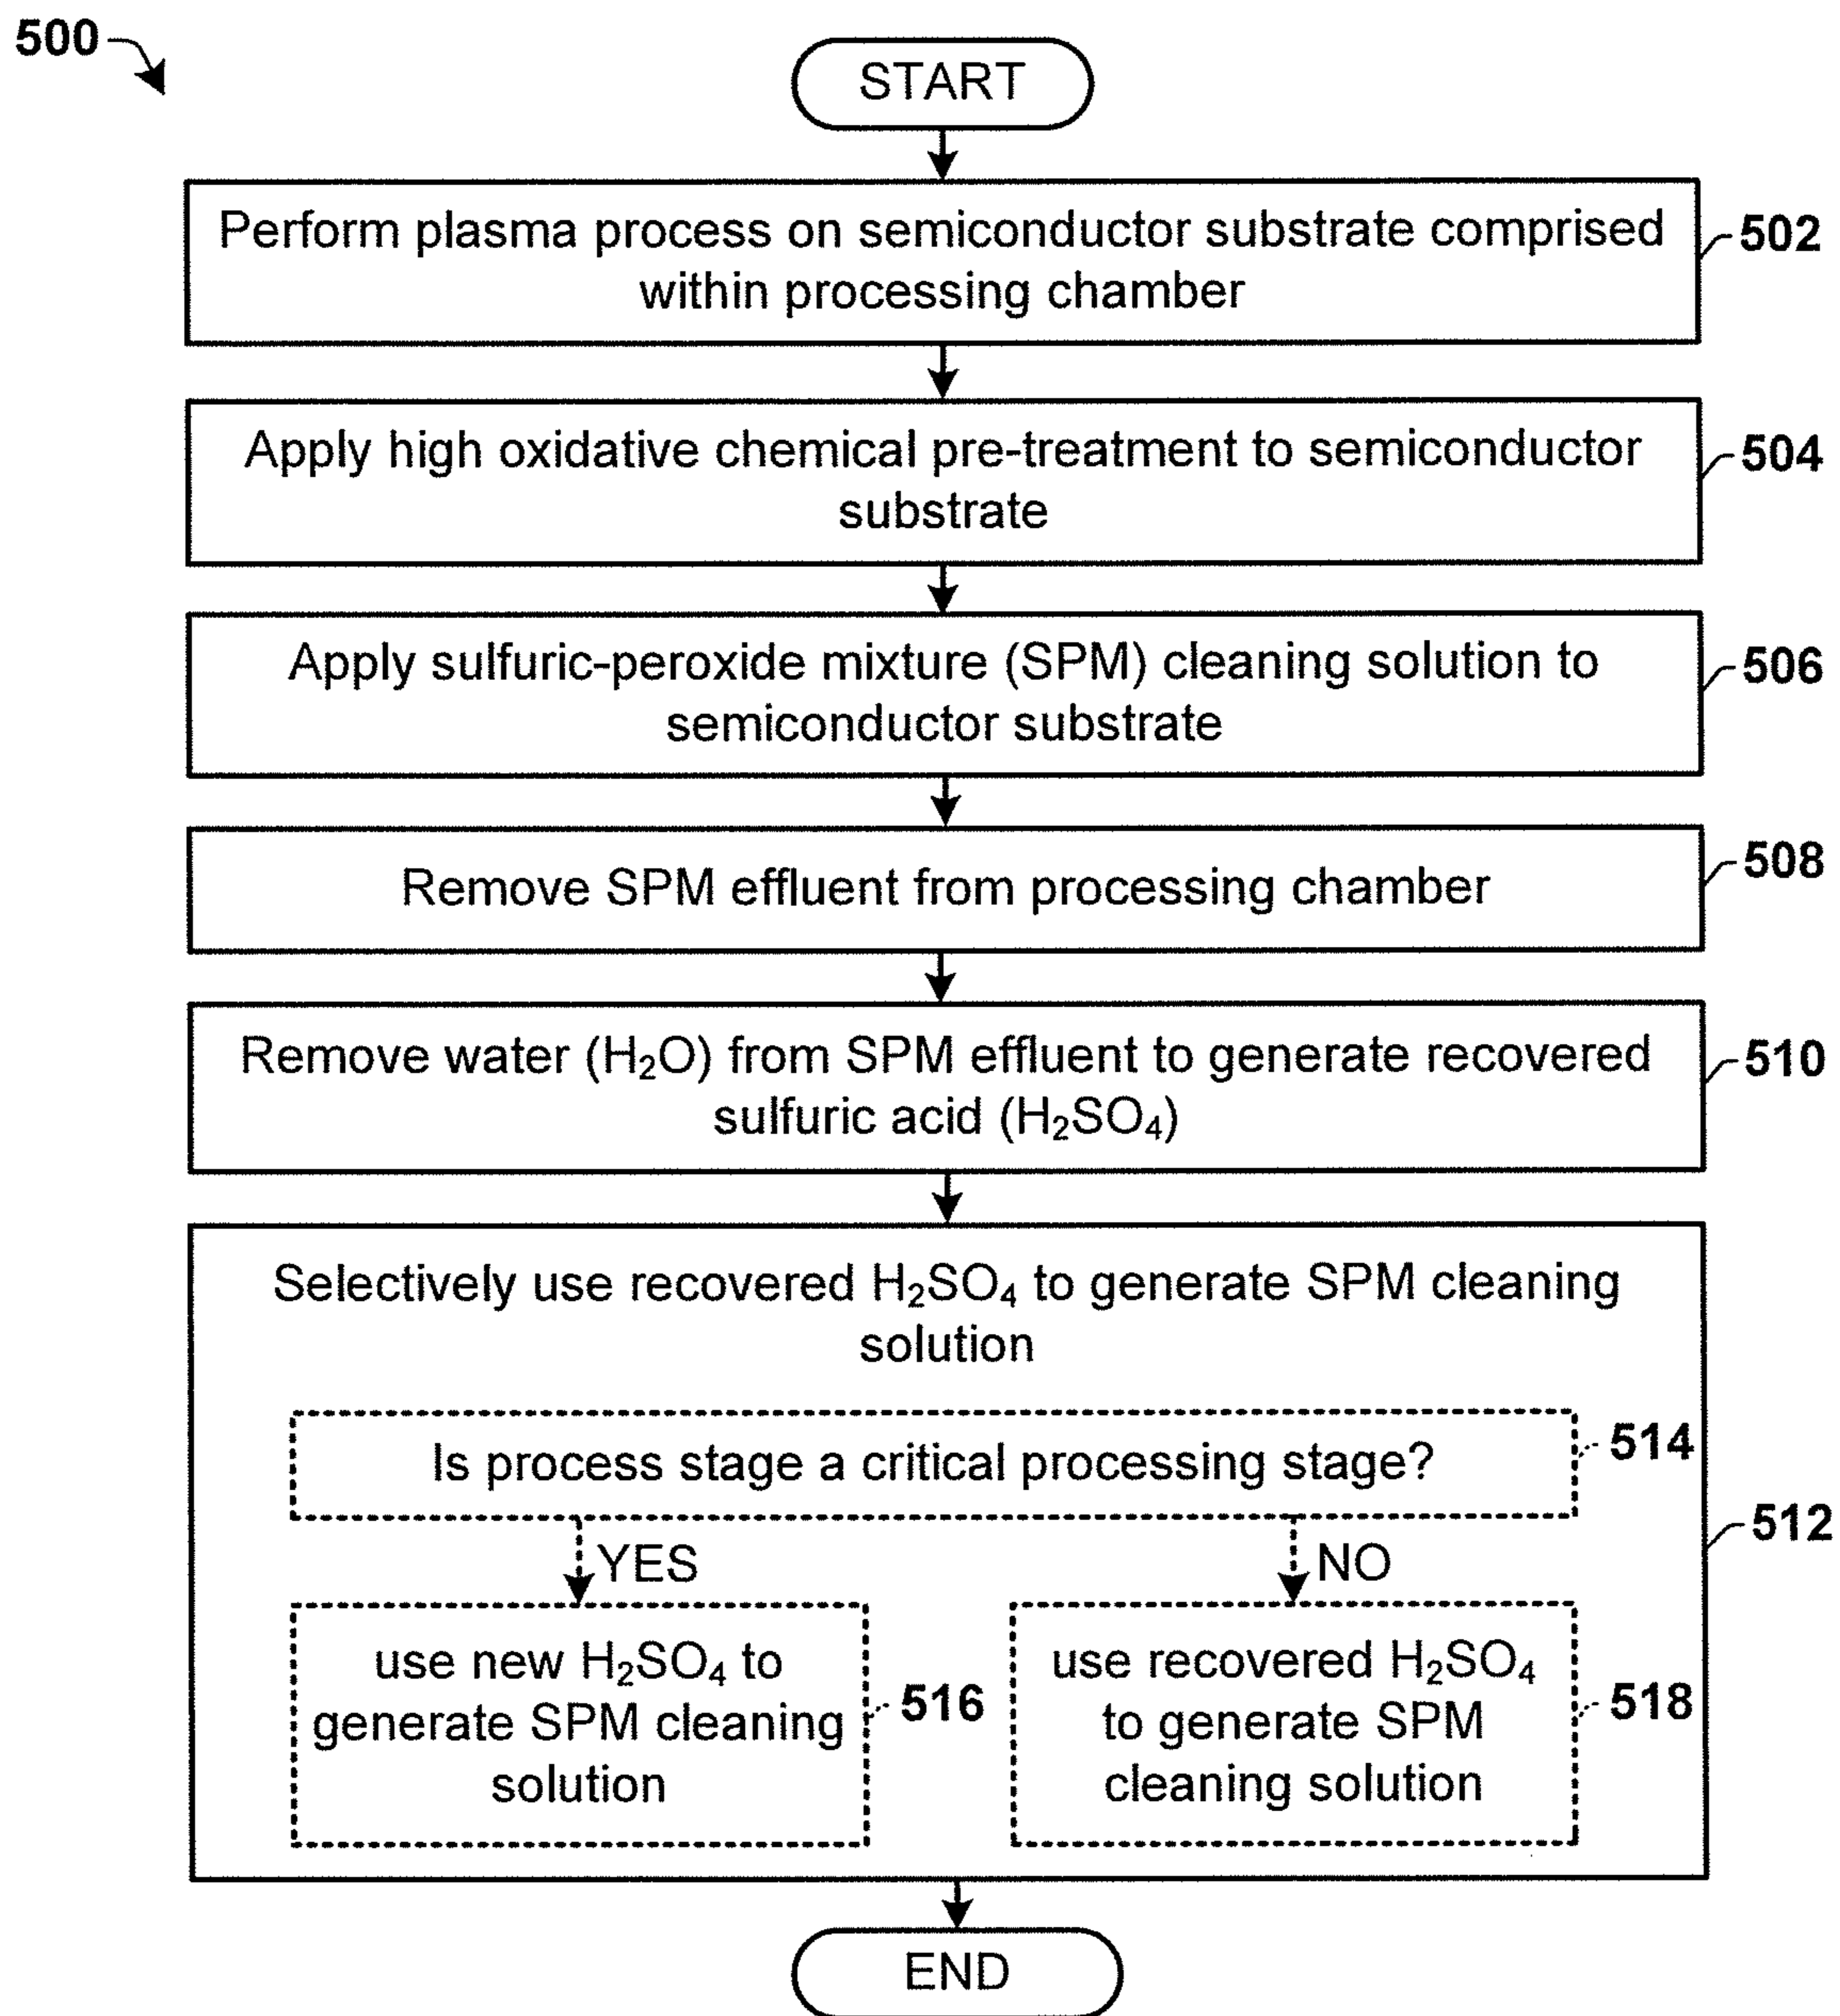 500
START
Perform plasma process on semiconductor substrate comprised
within processing chamber
502
Apply high oxidative chemical pre-treatment to semiconductor
substrate
504
Apply sulfuric-peroxide mixture (SPM) cleaning solution to
semiconductor substrate
506
Remove SPM effluent from processing chamber
508
Remove water (H₂O) from SPM effluent to generate recovered
sulfuric acid (H₂SO₄)
510
Selectively use recovered H₂SO₄ to generate SPM cleaning
solution
Is process stage a critical processing stage?
514
512
YES
NO
use new H₂SO₄ to
generate SPM cleaning
solution
516
use recovered H₂SO₄
to generate SPM
cleaning solution
518
END